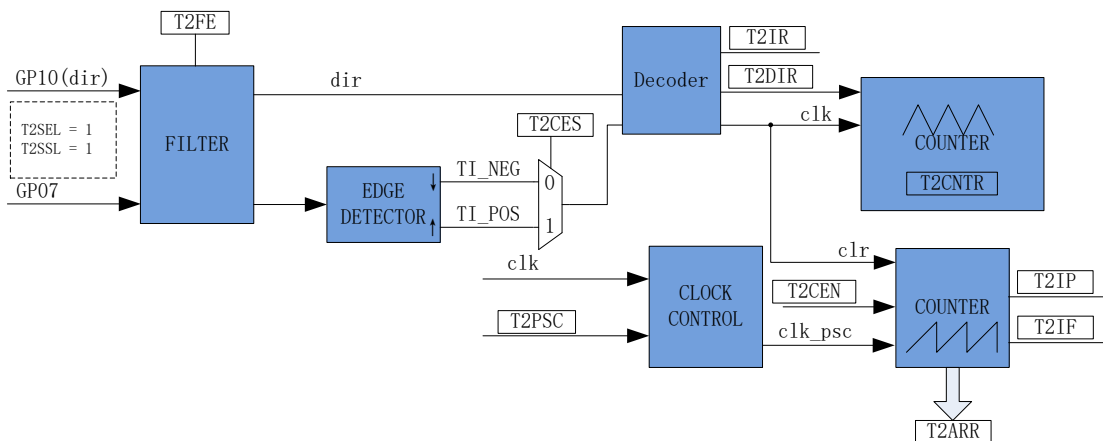 T2FE
GP10(dir)
T2SEL = 1
T2SSL = 1
GP07
FILTER
dir
EDGE
DETECTOR
TI_NEG
TI_POS
T2CES
0
1
Decoder
T2IR
T2DIR
clk
COUNTER
T2CNTR
clk
T2PSC
CLOCK
CONTROL
clr
T2CEN
clk_psc
COUNTER
T2IP
T2IF
T2ARR